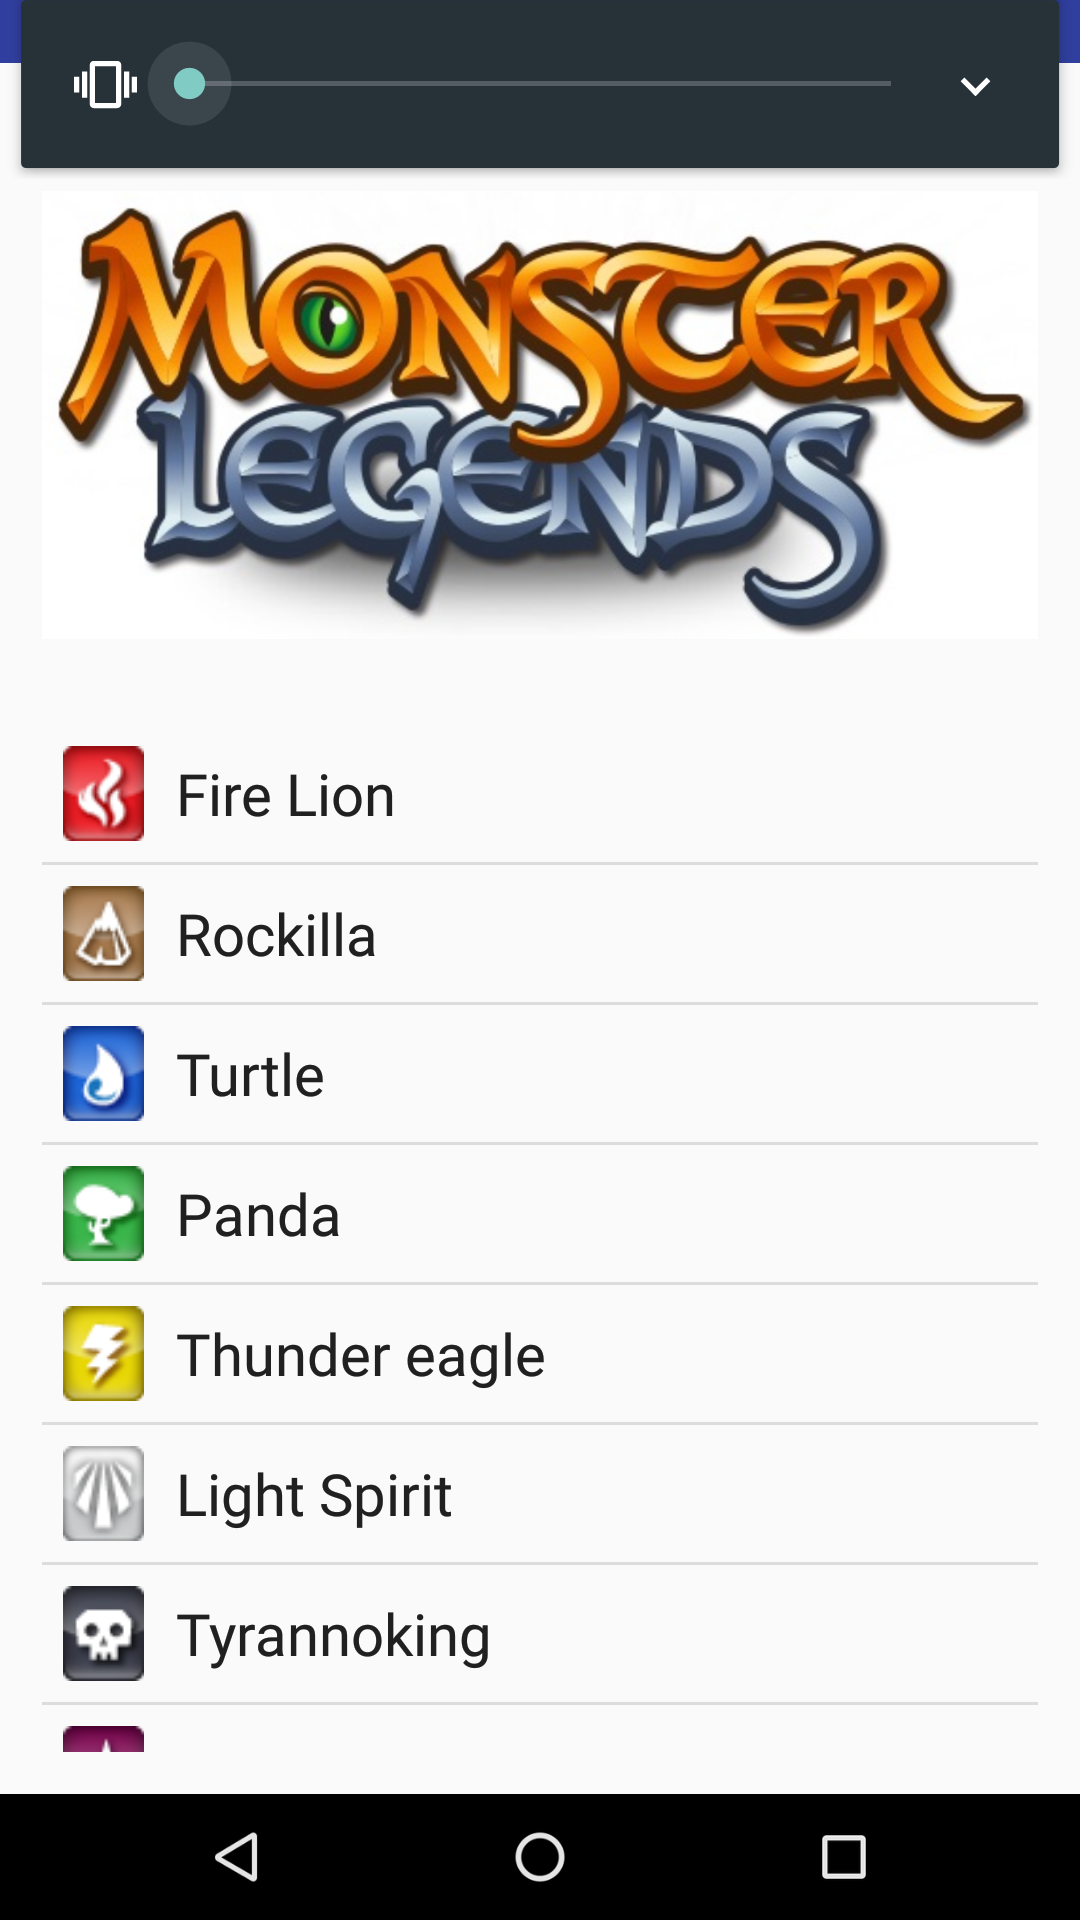 MONSTER
LEGENDS
Fire Lion
Rockilla
Turtle
Panda
Thunder eagle
Light Spirit
Tyrannoking